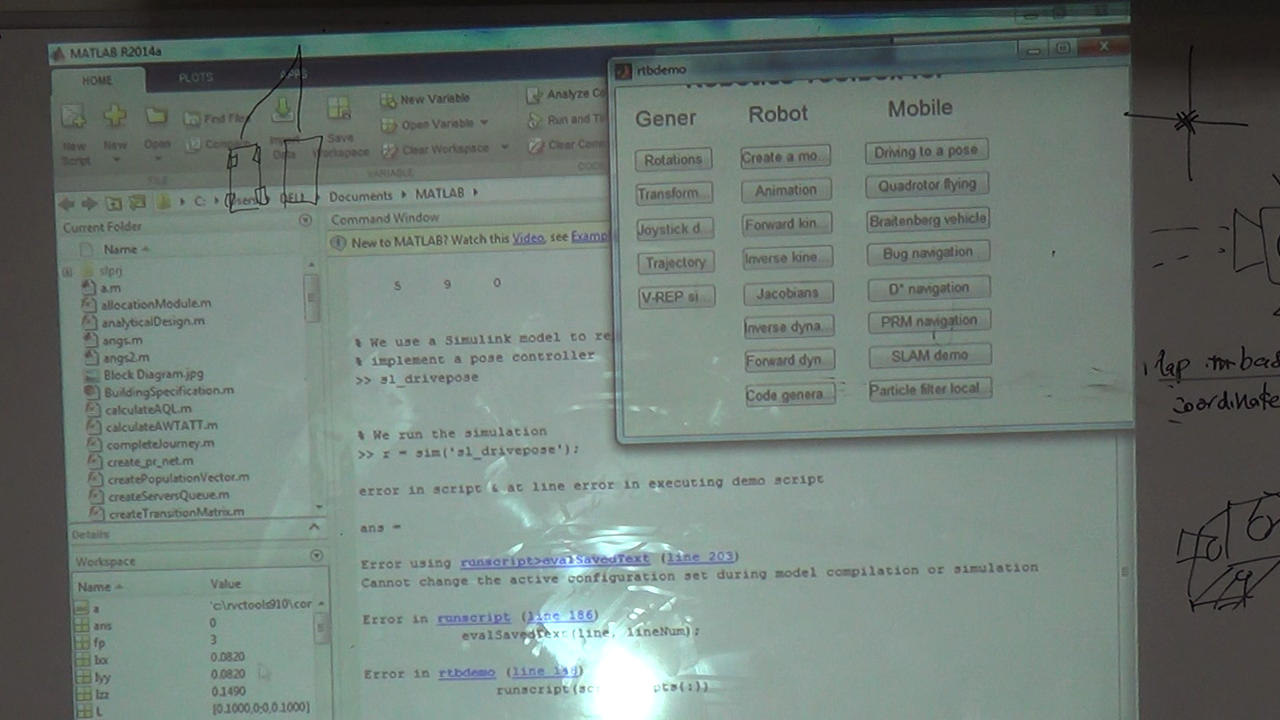 MATLAB R2014a
HOME PLOTS APPS
New Script
New
Open
Find Files
Compare
Import Data
Save Workspace
New Variable
Open Variable
Clear Workspace
Analyze Co
Run and Ti
Clear Com
FILE
VARIABLE
C: Users DELL Documents MATLAB
Current Folder
Name
slprj
a.m
allocationModule.m
analyticalDesign.m
angs.m
angs2.m
Block Diagram.jpg
BuildingSpecification.m
calculateAQL.m
calculateAWTATT.m
completeJourney.m
create_pr_net.m
createPopulationVector.m
createServersQueue.m
createTransitionMatrix.m
Details
Workspace
Name Value
a 'c:\rvctools910\cor
ans 0
fp 3
Ixx 0.0820
Iyy 0.0820
Izz 0.1490
L [0.1000,0;0,0.1000]
Command Window
New to MATLAB? Watch this Video, see Examp
5 9 0
% We use a Simulink model to re
% implement a pose controller
>> sl_drivepose
% We run the simulation
>> r = sim('sl_drivepose');
error in script & at line error in executing demo script
ans =
Error using runscript>evalSavedText (line 203)
Cannot change the active configuration set during model compilation or simulation
Error in runscript (line 186)
evalSavedText(line, lineNum);
Error in rtbdemo (line
rtbdemo
Gener Robot Mobile
Rotations
Transform...
Joystick d...
Trajectory
V-REP si...
Create a mo...
Animation
Forward kin...
Inverse kine...
Jacobians
Inverse dyna...
Forward dyn...
Code genera...
Driving to a pose
Quadrotor flying
Braitenberg vehicle
Bug navigation
D* navigation
PRM navigation
SLAM demo
Particle filter local...
coordinate